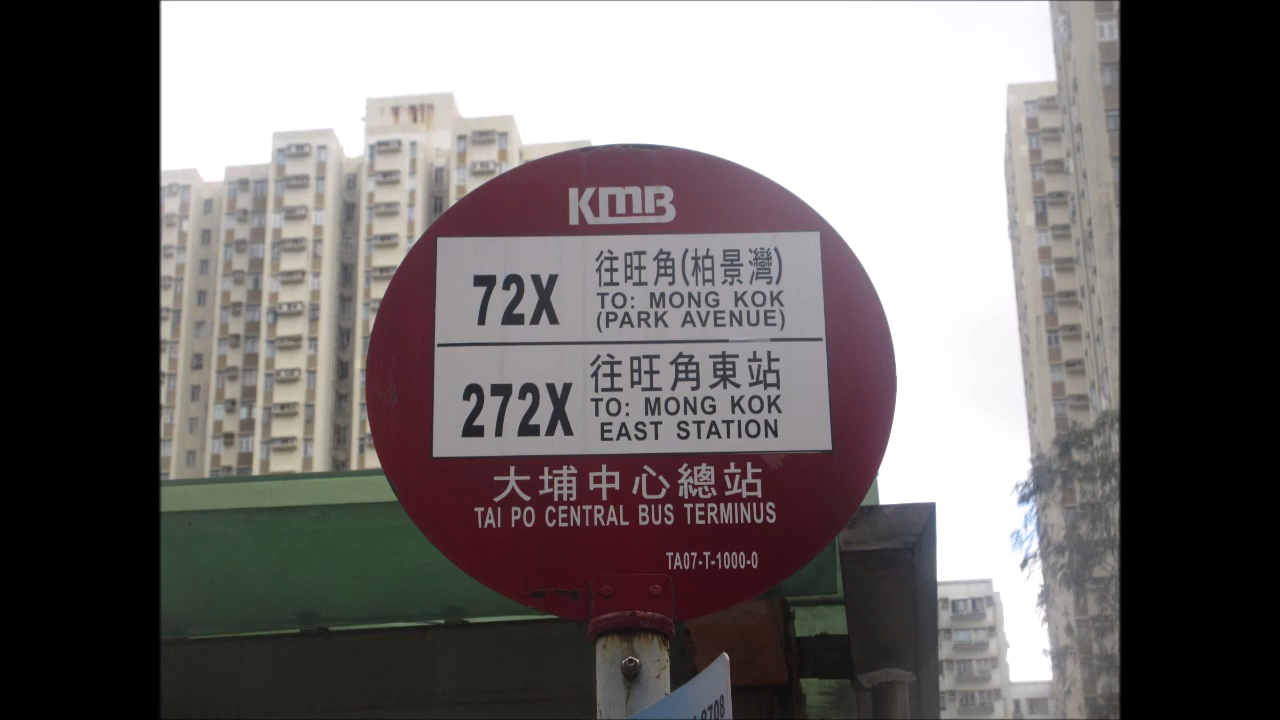 KMB
72X
往旺角(柏景灣)
TO: MONG KOK
(PARK AVENUE)
272X
往旺角東站
TO: MONG KOK
EAST STATION
大埔中心總站
TAI PO CENTRAL BUS TERMINUS
TA07-T-1000-0
8708